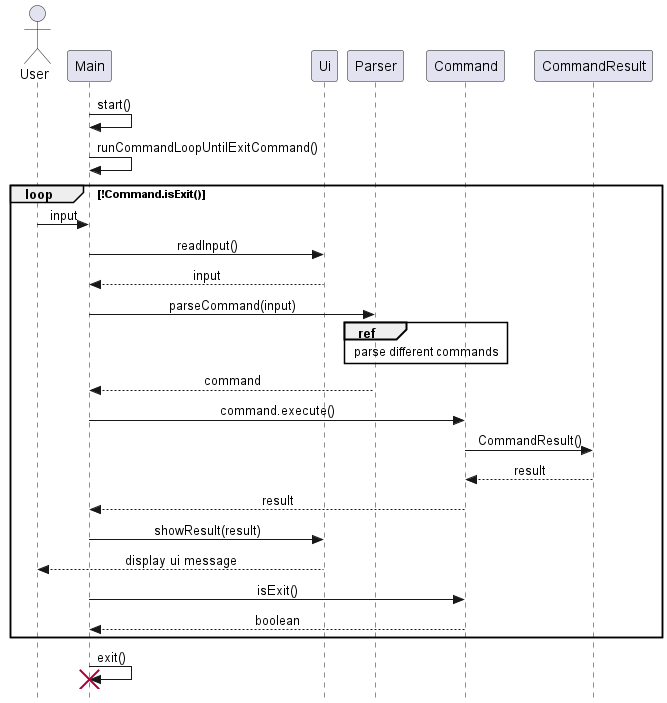 User
Main
Ui
Parser
Command
CommandResult
start()
runCommandLoopUntilExitCommand()
loop
[!Command.isExit()]
input
readInput()
input
parseCommand(input)
ref
parse different commands
command
command.execute()
CommandResult()
result
result
showResult(result)
display ui message
isExit()
boolean
exit()